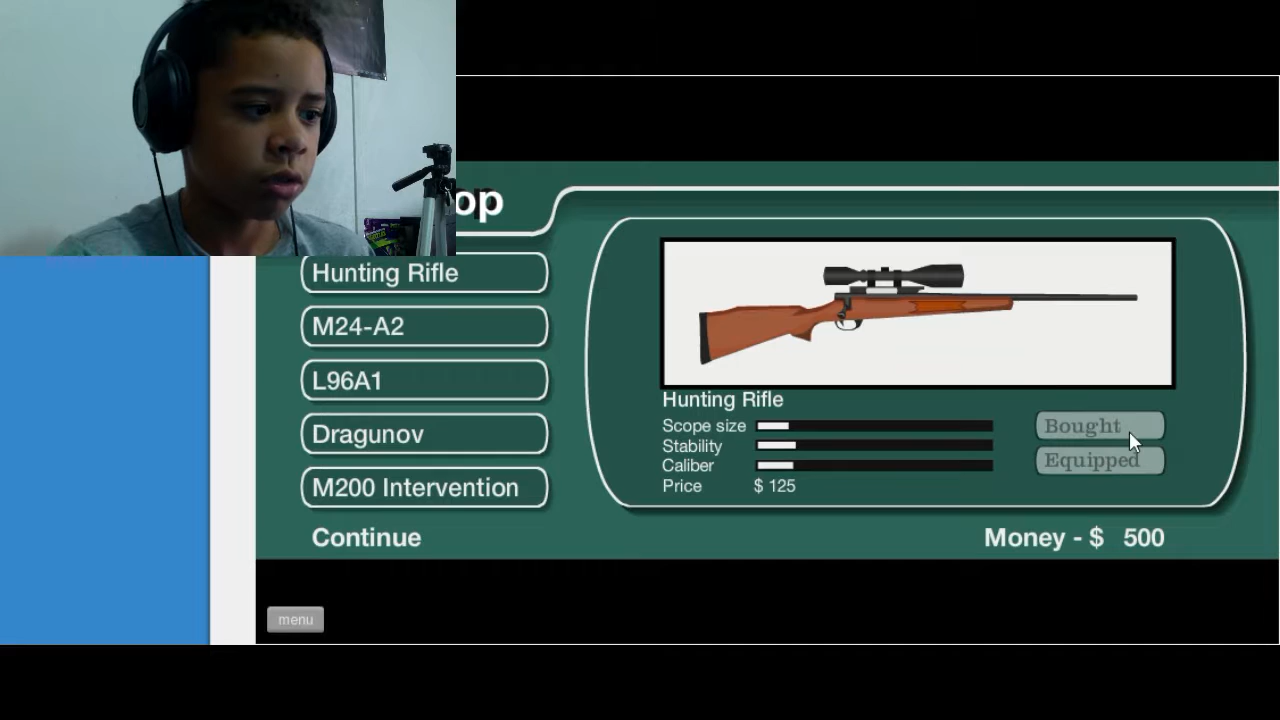 op
Hunting Rifle
M24-A2
L96A1
Dragunov
M200 Intervention
Continue
Hunting Rifle
Scope size
Stability
Caliber
Price $ 125
Bought
Equipped
Money - $ 500
menu